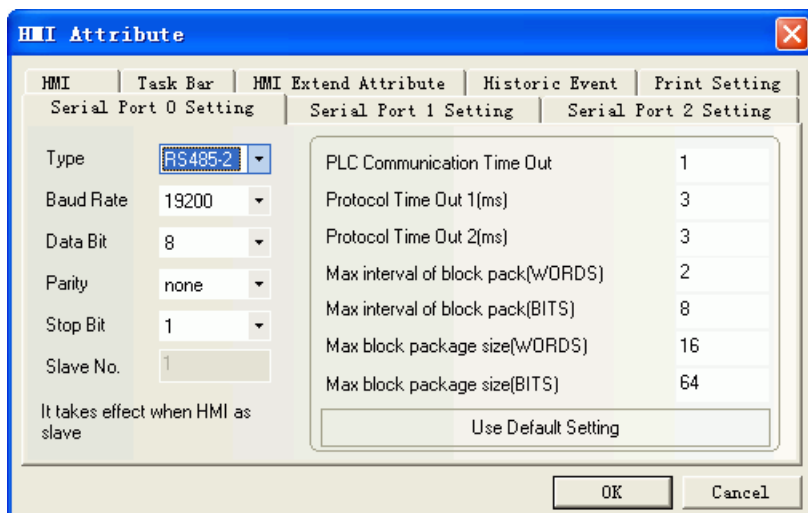 HMI Attribute
HMI Task Bar HMI Extend Attribute Historic Event Print Setting
Serial Port 0 Setting Serial Port 1 Setting Serial Port 2 Setting
Type RS485-2
Baud Rate 19200
Data Bit 8
Parity none
Stop Bit 1
Slave No. 1
It takes effect when HMI as
slave
PLC Communication Time Out 1
Protocol Time Out 1(ms) 3
Protocol Time Out 2(ms) 3
Max interval of block pack(WORDS) 2
Max interval of block pack(BITS) 8
Max block package size(WORDS) 16
Max block package size(BITS) 64
Use Default Setting
OK Cancel